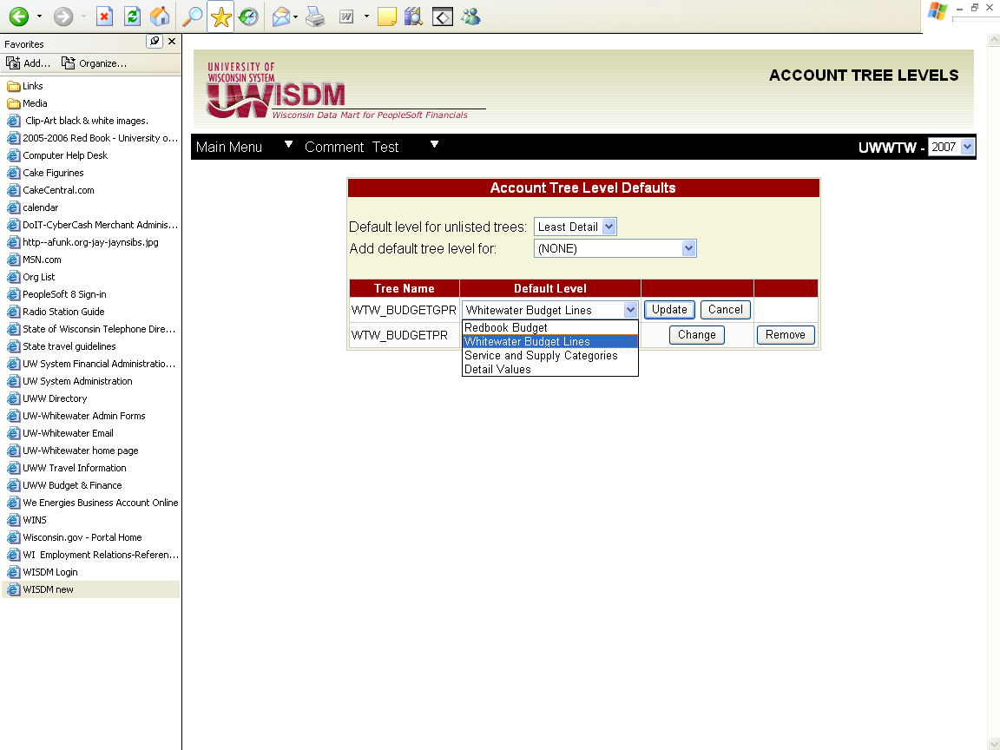 Favorites
Add... Organize...
Links
Media
Clip-Art black & white images.
2005-2006 Red Book - University o...
Computer Help Desk
Cake Figurines
CakeCentral.com
calendar
DoIT-CyberCash Merchant Adminis...
http--afunk.org-jay-jaynsibs.jpg
MSN.com
Org List
PeopleSoft 8 Sign-in
Radio Station Guide
State of Wisconsin Telephone Dire...
State travel guidelines
UW System Financial Administratio...
UW System Administration
UWW Directory
UW-Whitewater Admin Forms
UW-Whitewater Email
UW-Whitewater home page
UWW Travel Information
UWW Budget & Finance
We Energies Business Account Online
WINS
Wisconsin.gov - Portal Home
WI Employment Relations-Referen...
WISDM Login
WISDM new
UNIVERSITY OF
WISCONSIN SYSTEM
UWISDM
Wisconsin Data Mart for PeopleSoft Financials
ACCOUNT TREE LEVELS
Main Menu Comment Test UWWTW - 2007
Account Tree Level Defaults
Default level for unlisted trees: Least Detail
Add default tree level for: (NONE)
Tree Name Default Level
WTW_BUDGETGPR Whitewater Budget Lines Update Cancel
WTW_BUDGETPR Change Remove
Redbook Budget
Whitewater Budget Lines
Service and Supply Categories
Detail Values